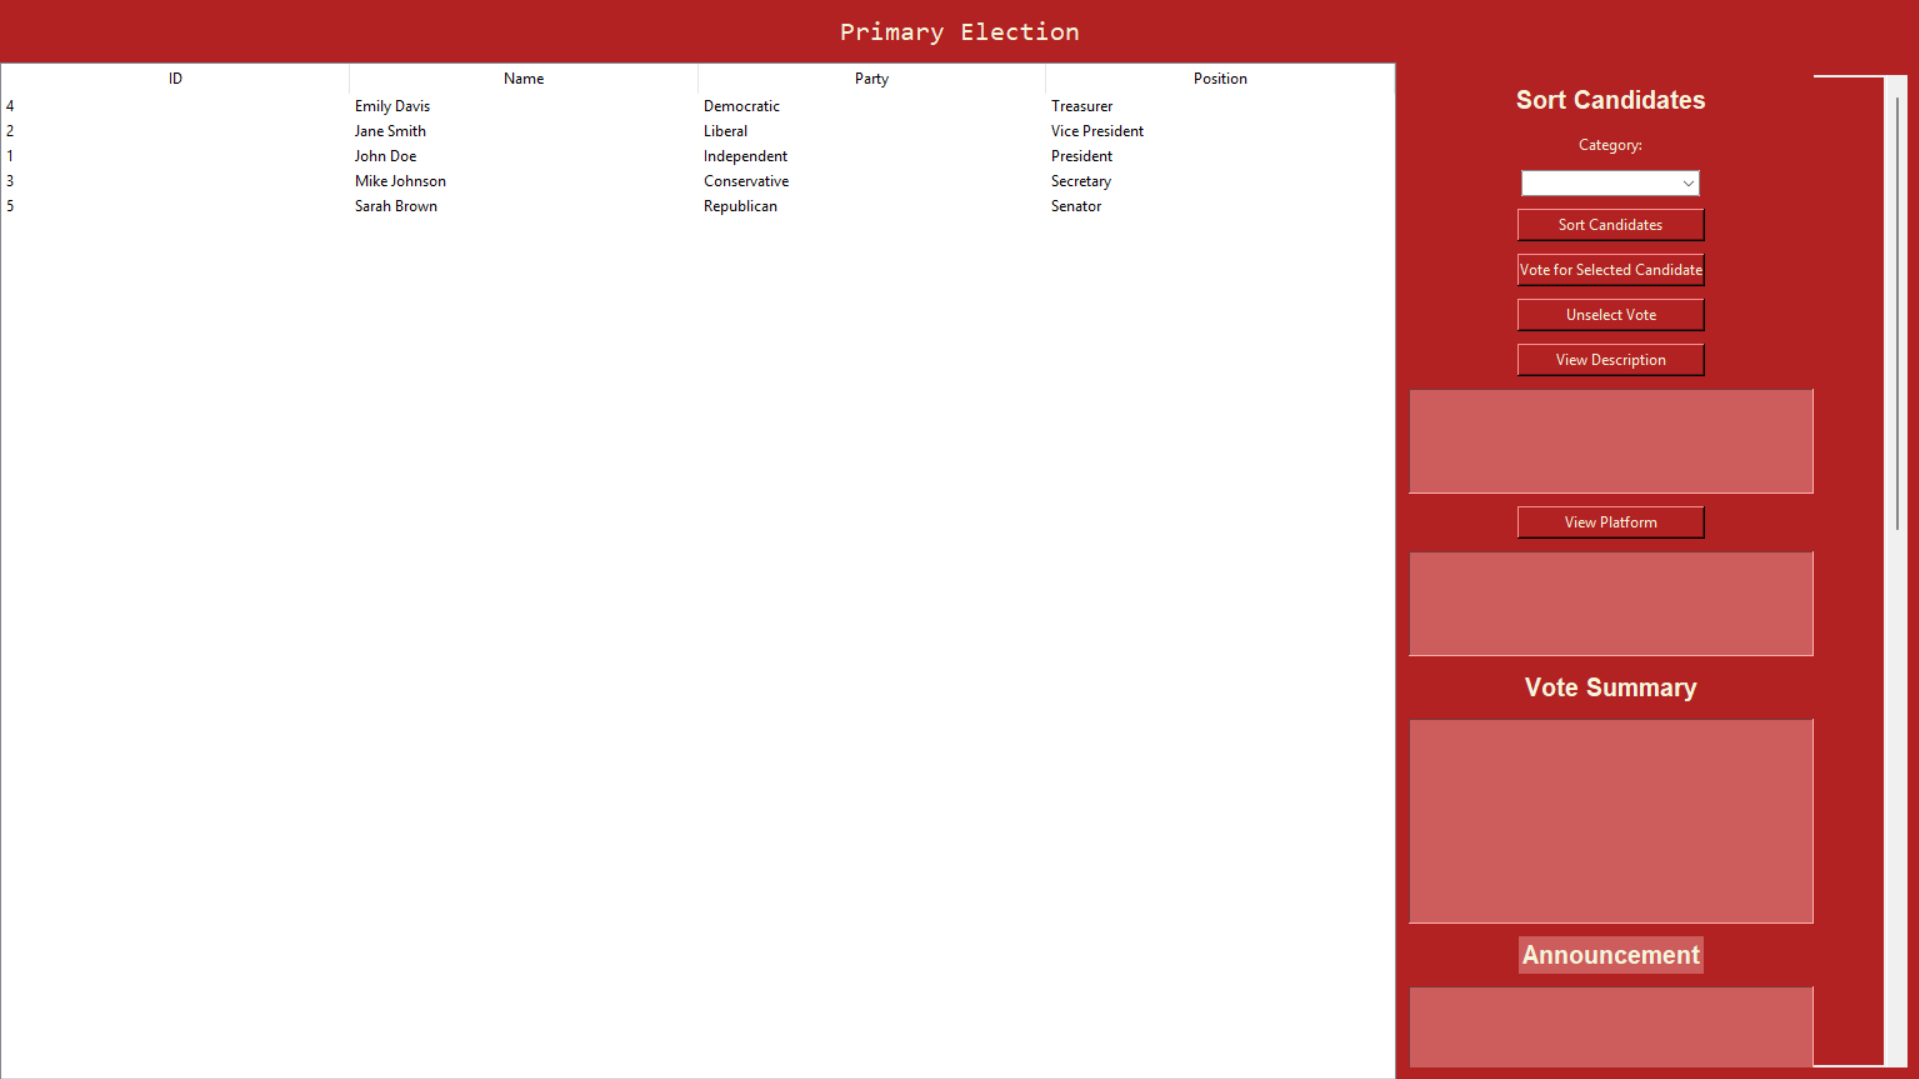 Primary Election
ID Name Party Position
4 Emily Davis Democratic Treasurer
2 Jane Smith Liberal Vice President
1 John Doe Independent President
3 Mike Johnson Conservative Secretary
5 Sarah Brown Republican Senator
Sort Candidates
Category:
Sort Candidates
Vote for Selected Candidate
Unselect Vote
View Description
View Platform
Vote Summary
Announcement